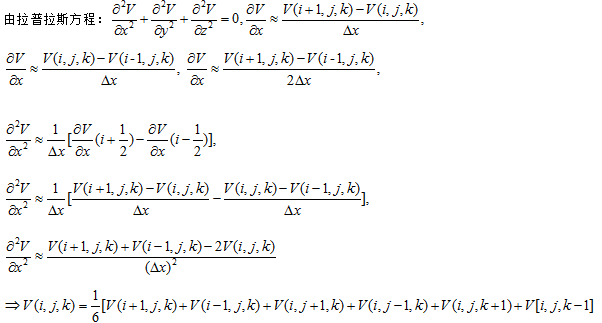 由拉普拉斯方程: ∂²V/∂x² + ∂²V/∂y² + ∂²V/∂z² = 0, ∂V/∂x ≈ (V(i+1, j, k) − V(i, j, k))/Δx,
∂V/∂x ≈ (V(i, j, k) − V(i-1, j, k))/Δx, ∂V/∂x ≈ (V(i+1, j, k) − V(i-1, j, k))/2Δx,
∂²V/∂x² ≈ 1/Δx [∂V/∂x (i + 1/2) − ∂V/∂x (i − 1/2)],
∂²V/∂x² ≈ 1/Δx [(V(i+1, j, k) − V(i, j, k))/Δx − (V(i, j, k) − V(i−1, j, k))/Δx],
∂²V/∂x² ≈ (V(i+1, j, k) + V(i−1, j, k) − 2V(i, j, k))/(Δx)²
⇒ V(i, j, k) = 1/6 [V(i+1, j, k) + V(i−1, j, k) + V(i, j+1, k) + V(i, j−1, k) + V(i, j, k+1) + V[i, j, k−1]